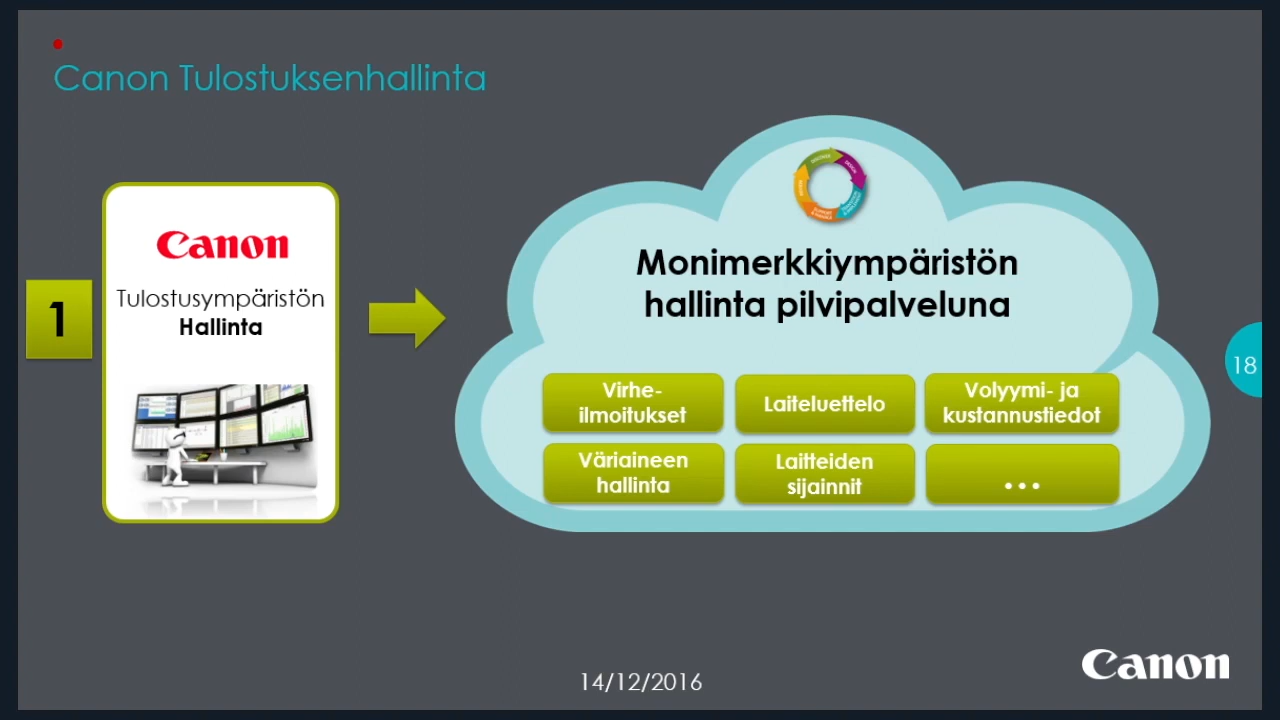 Canon Tulostuksenhallinta
1
Canon
Tulostusympäristön
Hallinta
Monimerkkiympäristön
hallinta pilvipalveluna
Virhe-
ilmoitukset
Laiteluettelo
Volyymi- ja
kustannustiedot
Väriaineen
hallinta
Laitteiden
sijainnit
...
18
14/12/2016
Canon